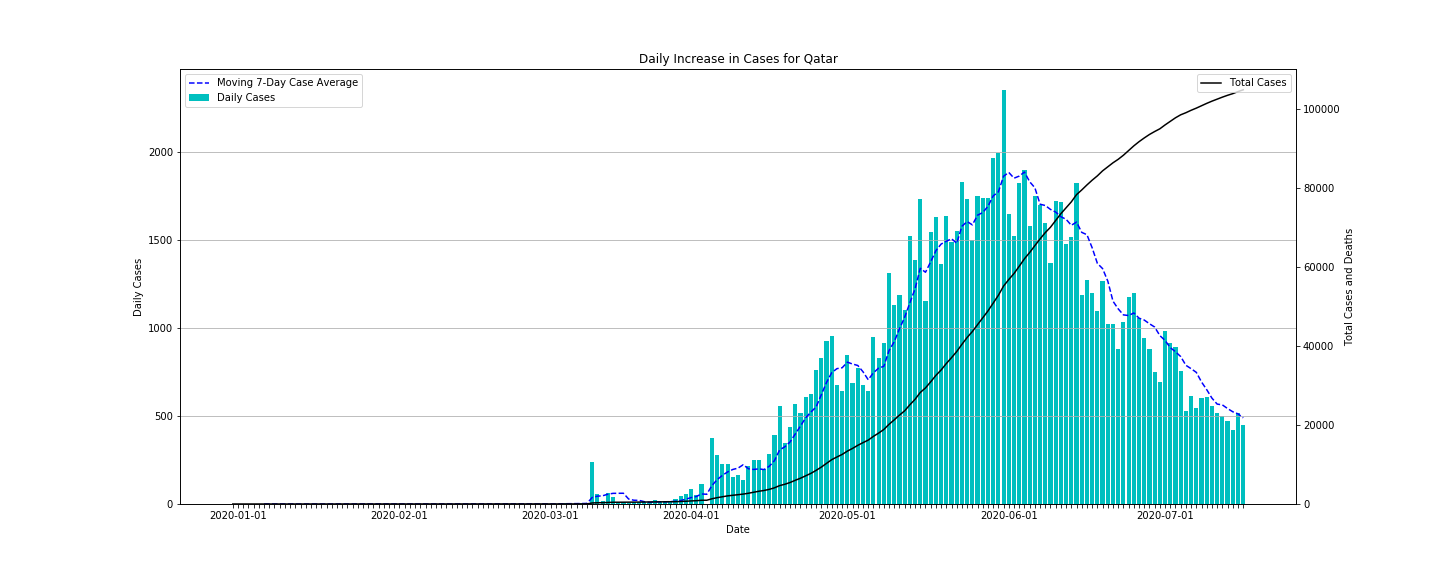 Daily Increase in Cases for Qatar
Moving 7-Day Case Average
Daily Cases
Total Cases
Daily Cases
2000
1500
1000
500
0
100000
80000
60000
40000
20000
0
Total Cases and Deaths
2020-01-01
2020-02-01
2020-03-01
2020-04-01
2020-05-01
2020-06-01
2020-07-01
Date